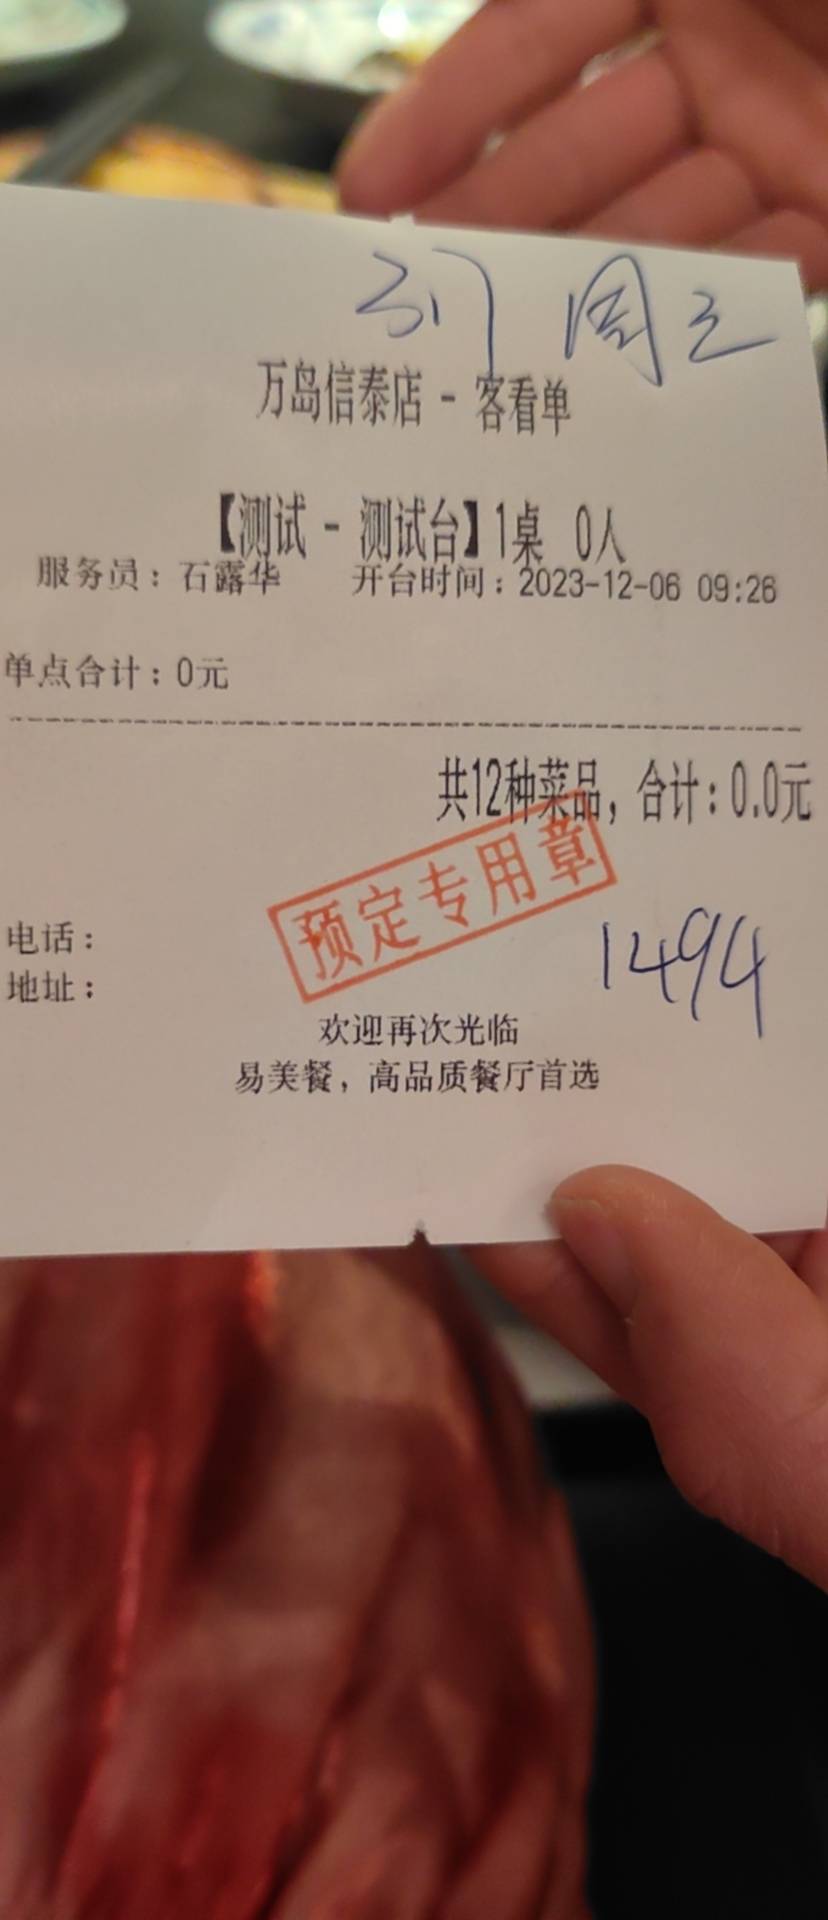 317 周三
万岛信泰店 - 客看单
【测试 - 测试台】1桌 0人
服务员：石露华 开台时间：2023-12-06 09:26
单点合计：0元
共12种菜品，合计：0.0元
预定专用章
电话：
1494
地址：
欢迎再次光临
易美餐，高品质餐厅首选